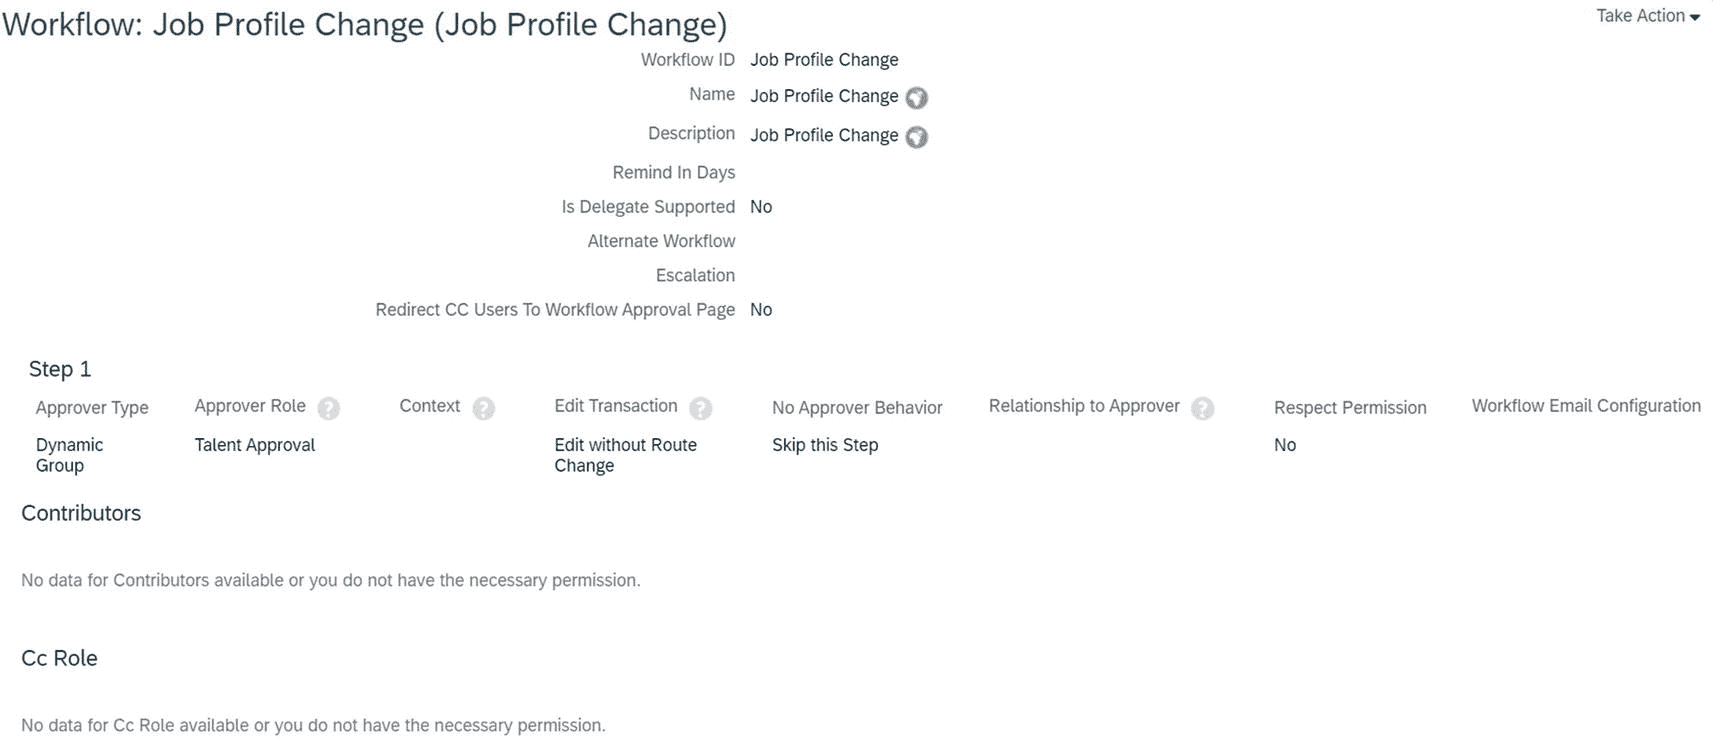 Workflow: Job Profile Change (Job Profile Change)
Take Action
Workflow ID Job Profile Change
Name Job Profile Change
Description Job Profile Change
Remind In Days
Is Delegate Supported No
Alternate Workflow
Escalation
Redirect CC Users To Workflow Approval Page No
Step 1
Approver Type Approver Role ? Context ? Edit Transaction ? No Approver Behavior Relationship to Approver ? Respect Permission Workflow Email Configuration
Dynamic Talent Approval Edit without Route Skip this Step No
Group Change
Contributors
No data for Contributors available or you do not have the necessary permission.
Cc Role
No data for Cc Role available or you do not have the necessary permission.